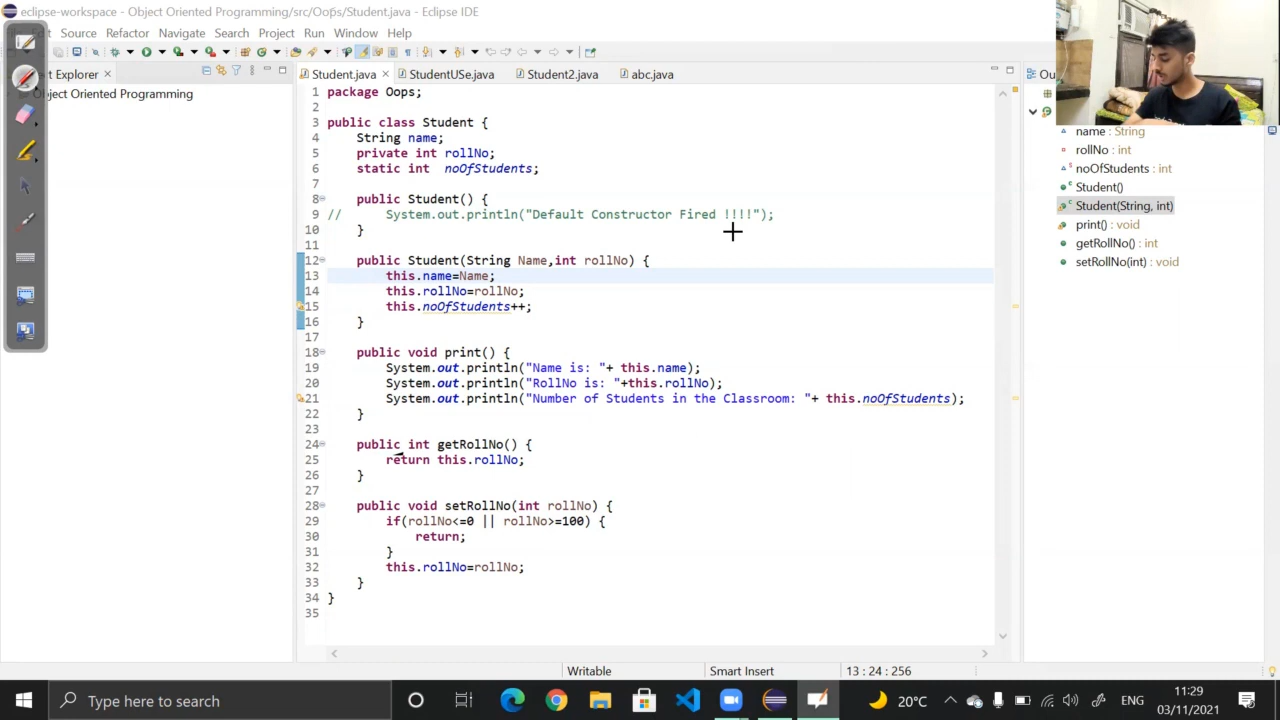 eclipse-workspace - Object Oriented Programming/src/Oops/Student.java - Eclipse IDE
Source Refactor Navigate Search Project Run Window Help
Explorer
Student.java StudentUSe.java Student2.java abc.java
Object Oriented Programming
1 package Oops;
2
3 public class Student {
4 String name;
5 private int rollNo;
6 static int noOfStudents;
7
8 public Student() {
9 // System.out.println("Default Constructor Fired !!!!");
10 }
11
12 public Student(String Name,int rollNo) {
13 this.name=Name;
14 this.rollNo=rollNo;
15 this.noOfStudents++;
16 }
17
18 public void print() {
19 System.out.println("Name is: "+ this.name);
20 System.out.println("RollNo is: "+this.rollNo);
21 System.out.println("Number of Students in the Classroom: "+ this.noOfStudents);
22 }
23
24 public int getRollNo() {
25 return this.rollNo;
26 }
27
28 public void setRollNo(int rollNo) {
29 if(rollNo<=0 || rollNo>=100) {
30 return;
31 }
32 this.rollNo=rollNo;
33 }
34 }
35
Ou
name : String
rollNo : int
noOfStudents : int
Student()
Student(String, int)
print() : void
getRollNo() : int
setRollNo(int) : void
Writable Smart Insert 13 : 24 : 256
Type here to search
20°C ENG
11:29
03/11/2021